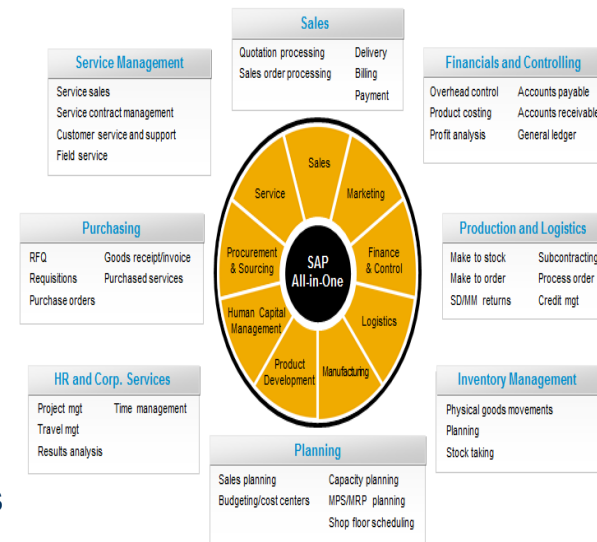 Sales
Quotation processing Delivery
Sales order processing Billing
Payment
Service Management
Service sales
Service contract management
Customer service and support
Field service
Financials and Controlling
Overhead control Accounts payable
Product costing Accounts receivable
Profit analysis General ledger
Sales
Service
Marketing
Procurement
& Sourcing
SAP
All-in-One
Finance
& Control
Human Capital
Management
Logistics
Product
Development
Manufacturing
Purchasing
RFQ Goods receipt/invoice
Requisitions Purchased services
Purchase orders
Production and Logistics
Make to stock Subcontracting
Make to order Process order
SD/MM returns Credit mgt
HR and Corp. Services
Project mgt Time management
Travel mgt
Results analysis
Inventory Management
Physical goods movements
Planning
Stock taking
Planning
Sales planning Capacity planning
Budgeting/cost centers MPS/MRP planning
Shop floor scheduling
s